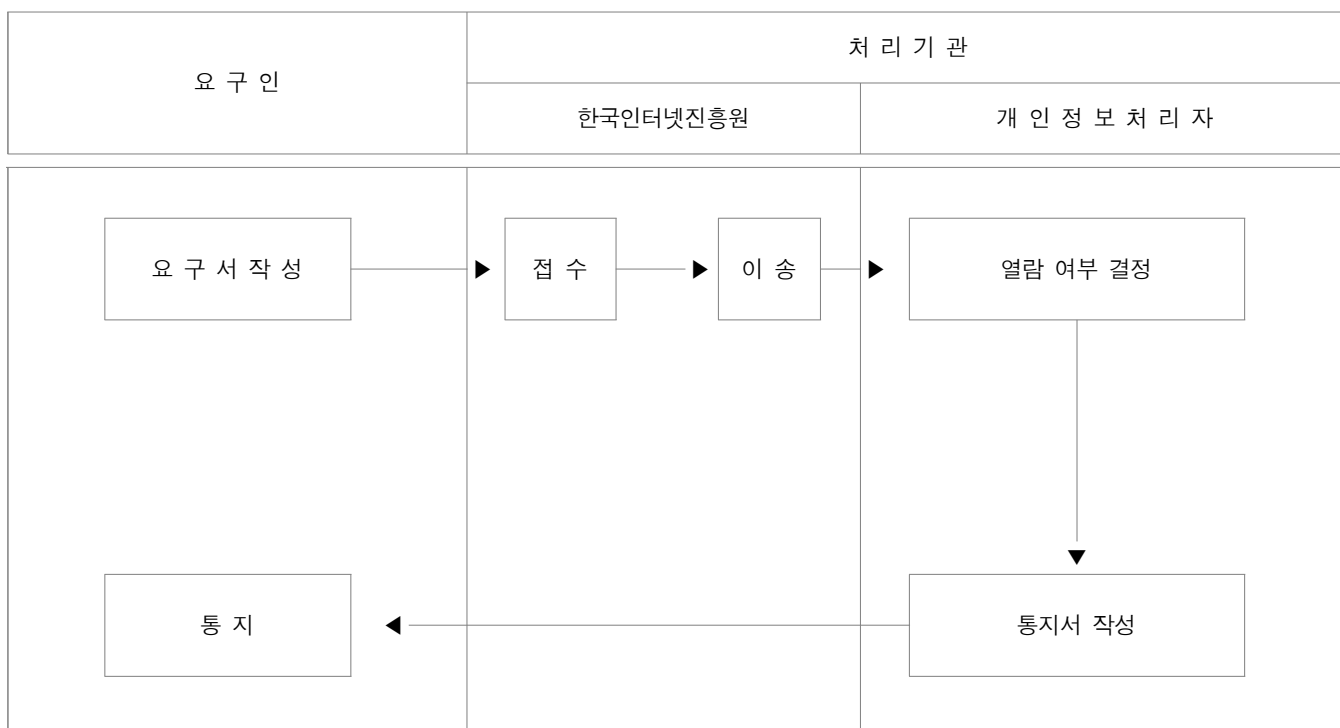 요 구 인
처 리 기 관
한국인터넷진흥원
개 인 정 보 처 리 자
요 구 서 작 성
접 수
이 송
열람 여부 결정
통 지
통지서 작성